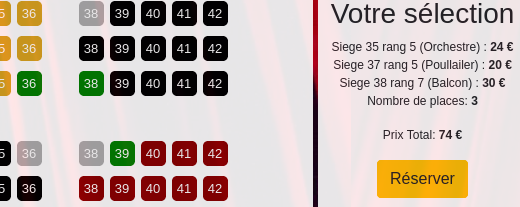 5 36 38 39 40 41 42
5 36 38 39 40 41 42
5 36 38 39 40 41 42
36 38 39 40 41 42
36 38 39 40 41 42
Votre sélection
Siege 35 rang 5 (Orchestre) : 24 €
Siege 37 rang 5 (Poullailer) : 20 €
Siege 38 rang 7 (Balcon) : 30 €
Nombre de places: 3
Prix Total: 74 €
Réserver